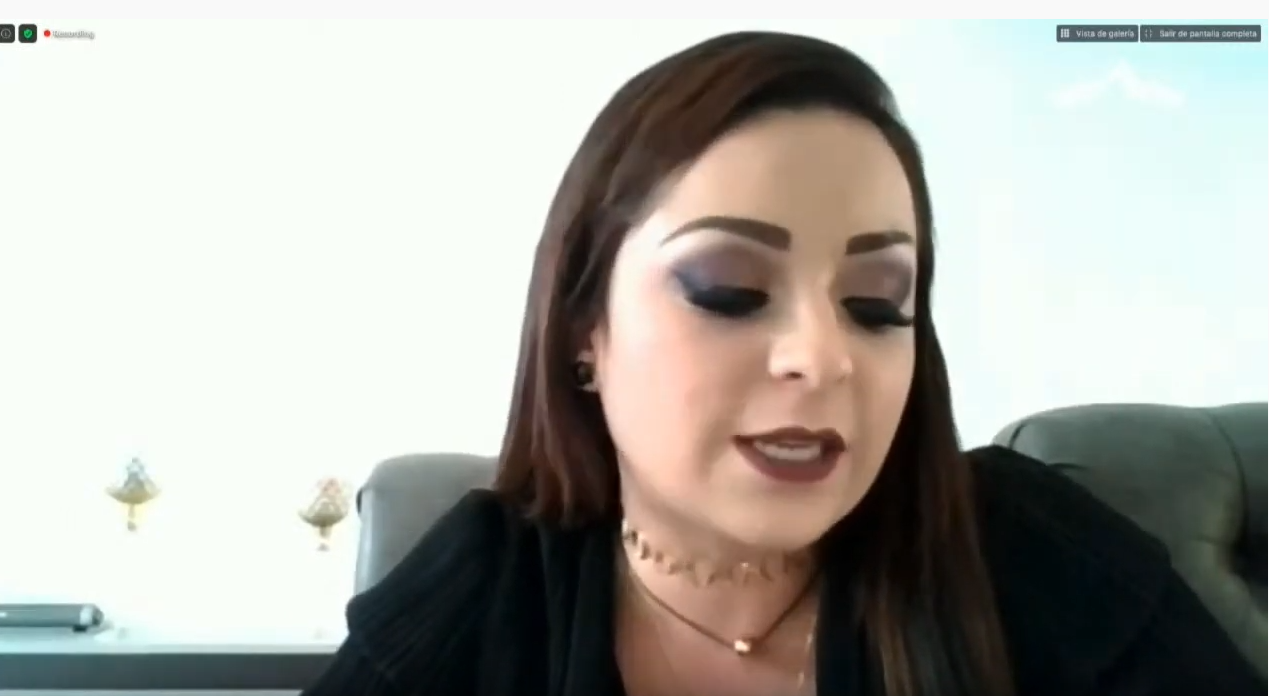 Recording
Vista de galería
Salir de pantalla completa